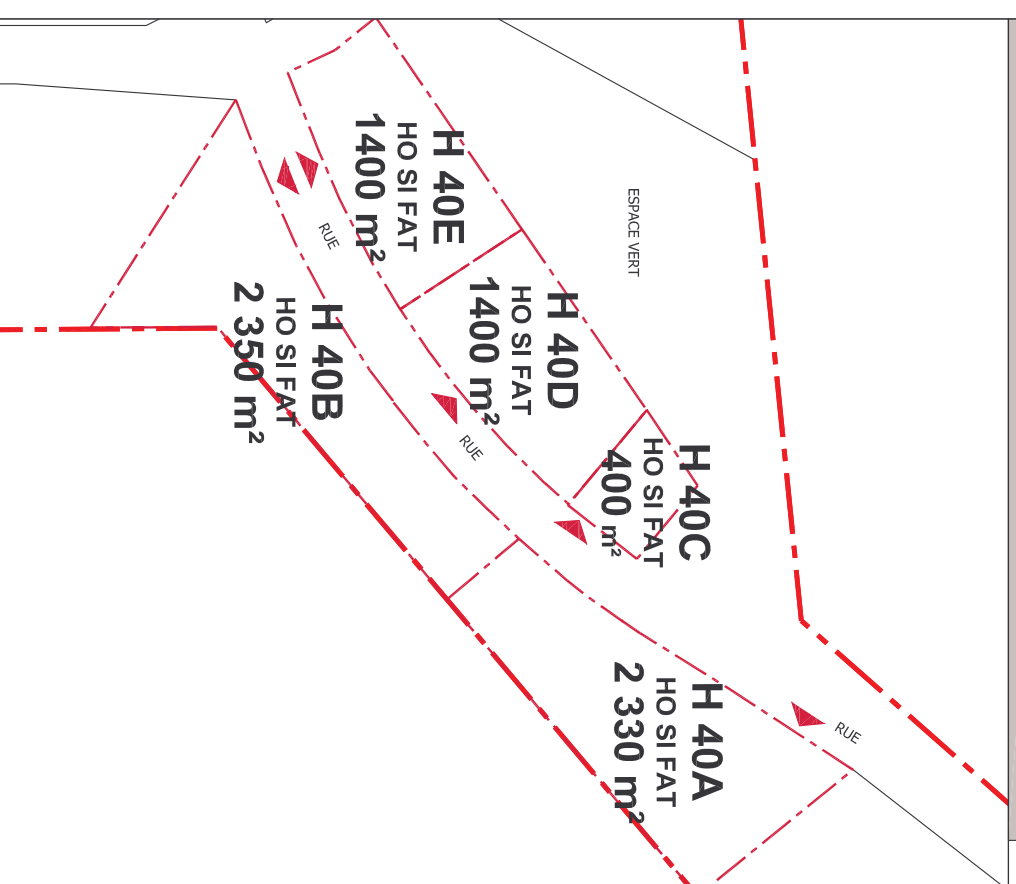 H 40E
HO SI FAT
1400 m²
ESPACE VERT
RUE
H 40D
HO SI FAT
1400 m²
H 40B
HO SI FAT
2 350 m²
RUE
H 40C
HO SI FAT
400 m²
H 40A
HO SI FAT
2 330 m²
RUE